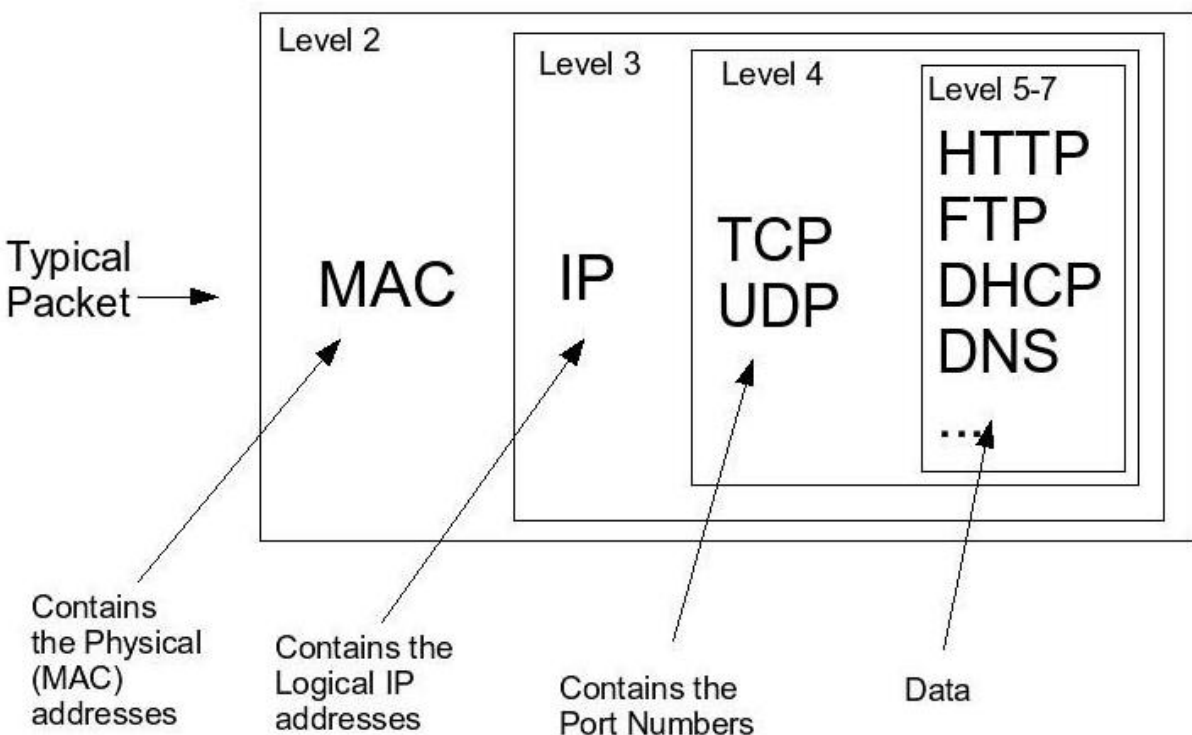 Level 2
Level 3
Level 4
Level 5-7
HTTP
FTP
DHCP
DNS
...
TCP
UDP
IP
MAC
Typical
Packet
Contains
the Physical
(MAC)
addresses
Contains the
Logical IP
addresses
Contains the
Port Numbers
Data